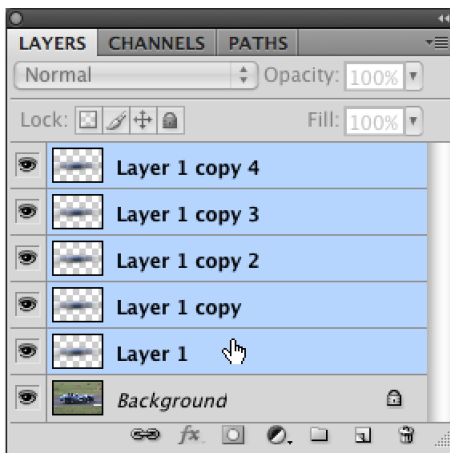 LAYERS CHANNELS PATHS
Normal Opacity: 100%
Lock: Fill: 100%
Layer 1 copy 4
Layer 1 copy 3
Layer 1 copy 2
Layer 1 copy
Layer 1
Background
fx.